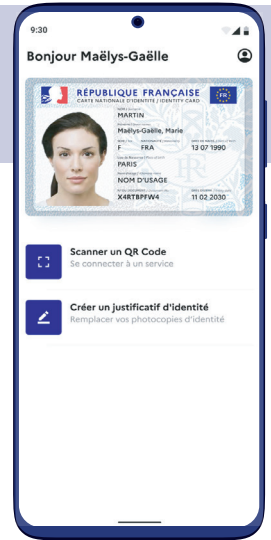 9:30
Bonjour Maëlys-Gaëlle
RÉPUBLIQUE FRANÇAISE
FR
CARTE NATIONALE D'IDENTITÉ / IDENTITY CARD
MARTIN
Maëlys-Gaëlle, Marie
F FRA 13 07 1990
PARIS
NOM D'USAGE
X4RTBPFW4 11 02 2030
Scanner un QR Code
Se connecter à un service
Créer un justificatif d'identité
Remplacer vos photocopies d'identité